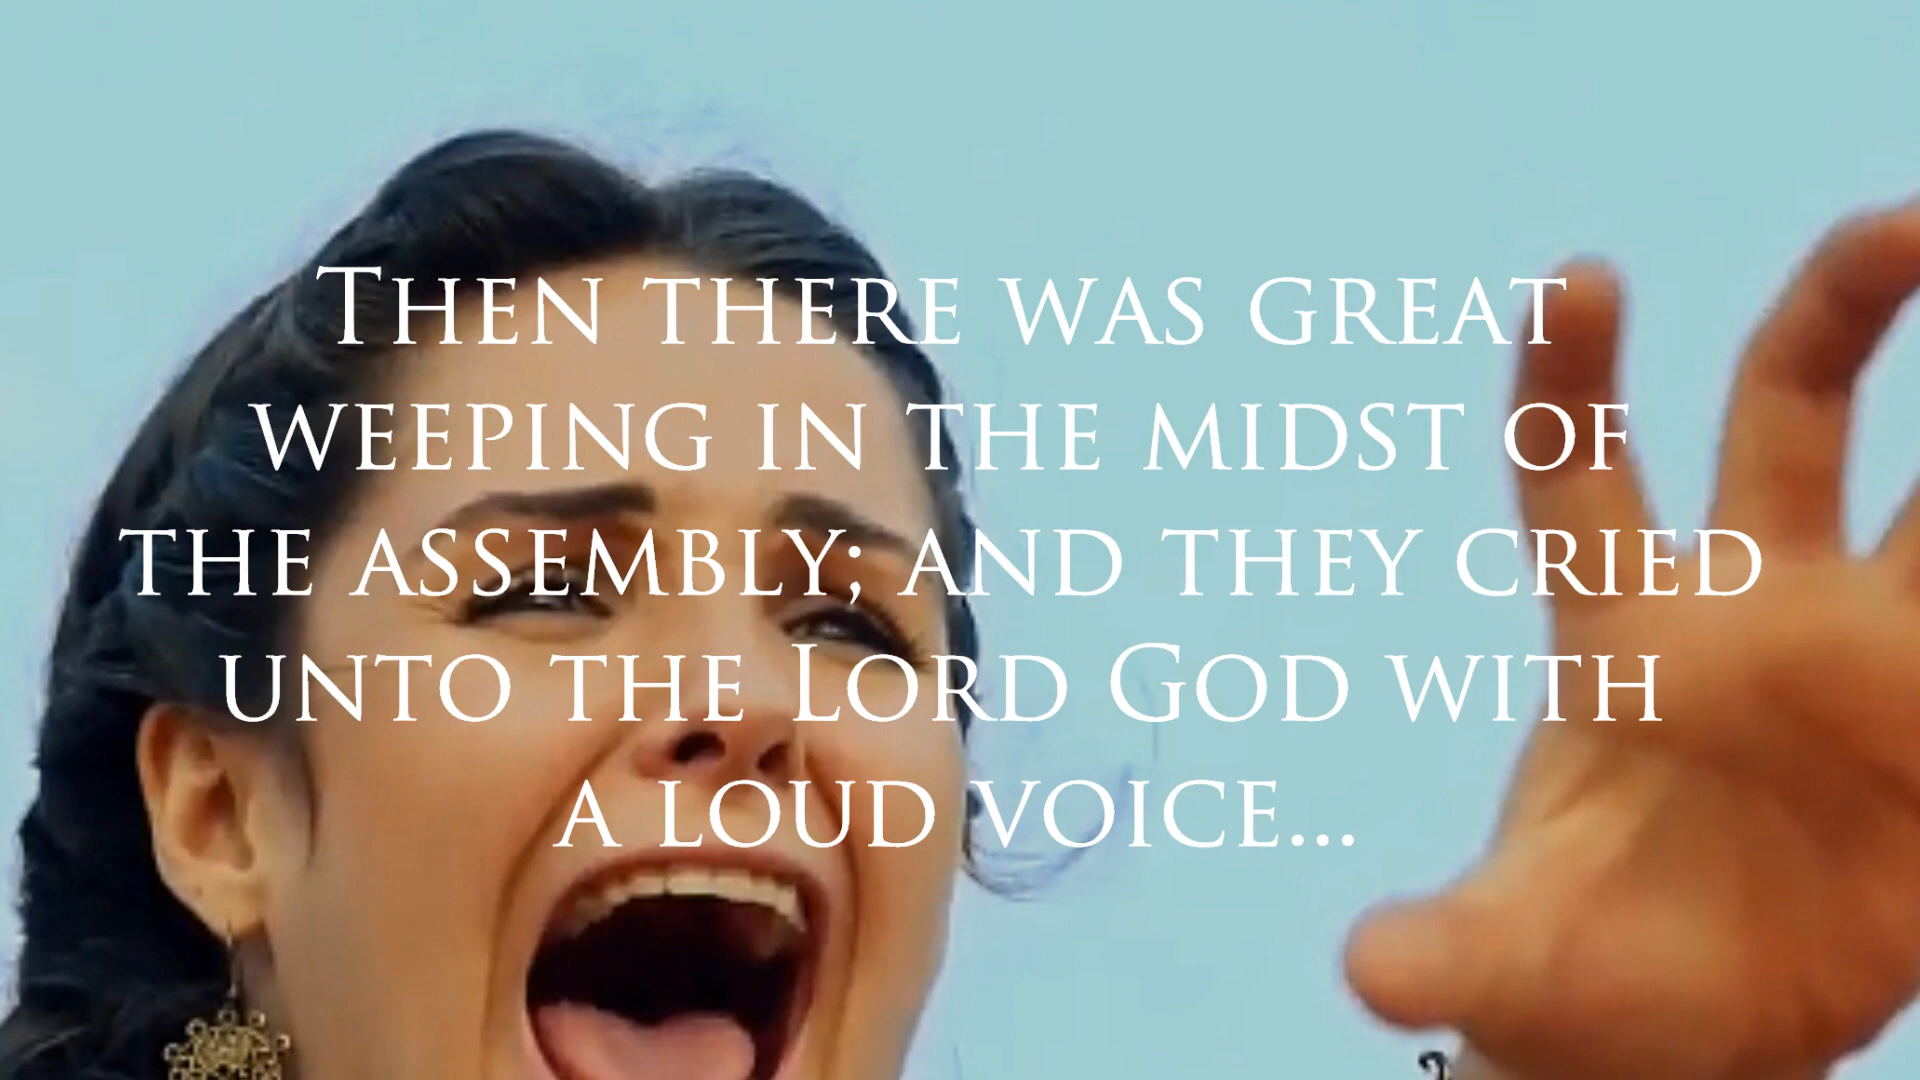 Then there was great
weeping in the midst of
the assembly; and they cried
unto the Lord God with
a loud voice...